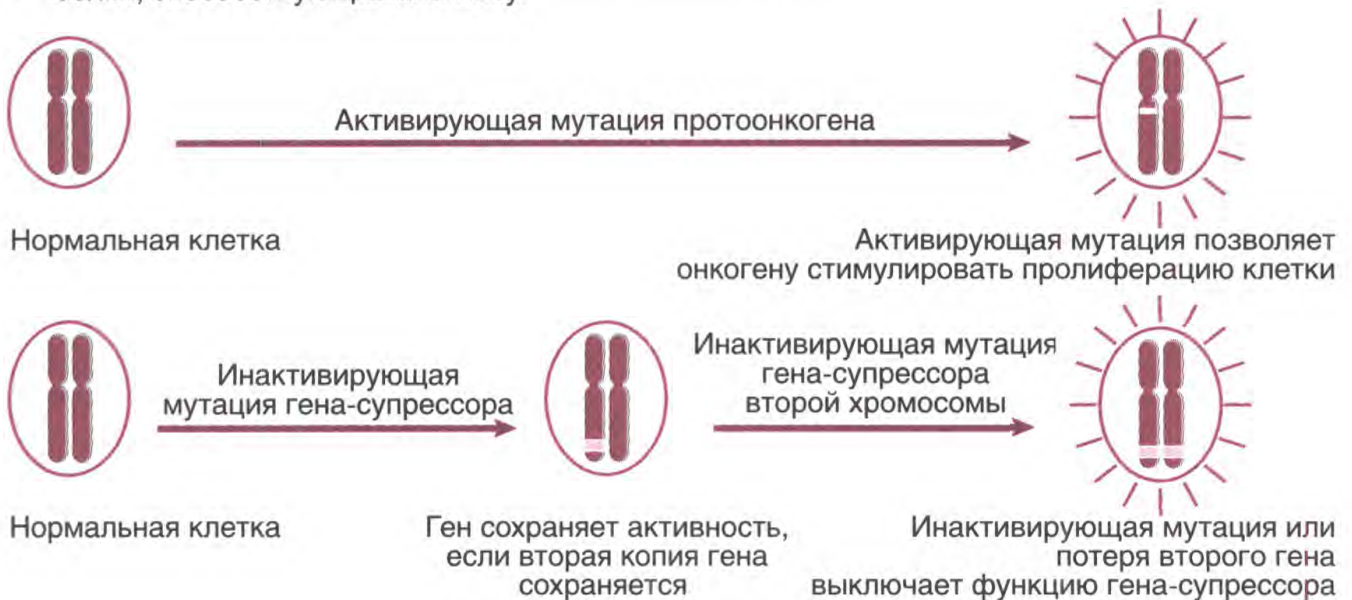 Активирующая мутация протоонкогена
Нормальная клетка
Активирующая мутация позволяет
онкогену стимулировать пролиферацию клетки
Инактивирующая
мутация гена-супрессора
Инактивирующая мутация
гена-супрессора
второй хромосомы
Нормальная клетка
Ген сохраняет активность,
если вторая копия гена
сохраняется
Инактивирующая мутация или
потеря второго гена
выключает функцию гена-супрессора